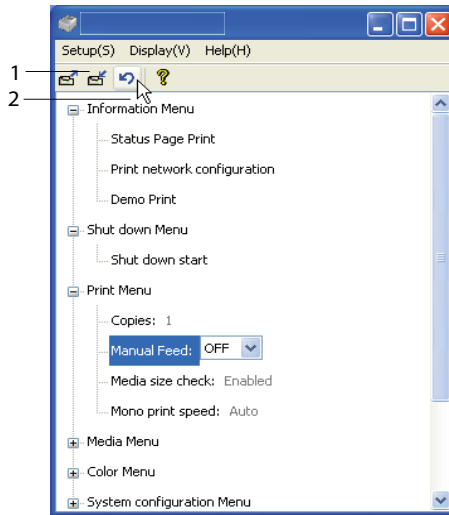 Setup(S) Display(V) Help(H)
1
2
Information Menu
Status Page Print
Print network configuration
Demo Print
Shut down Menu
Shut down start
Print Menu
Copies: 1
Manual Feed: OFF
Media size check: Enabled
Mono print speed: Auto
Media Menu
Color Menu
System configuration Menu